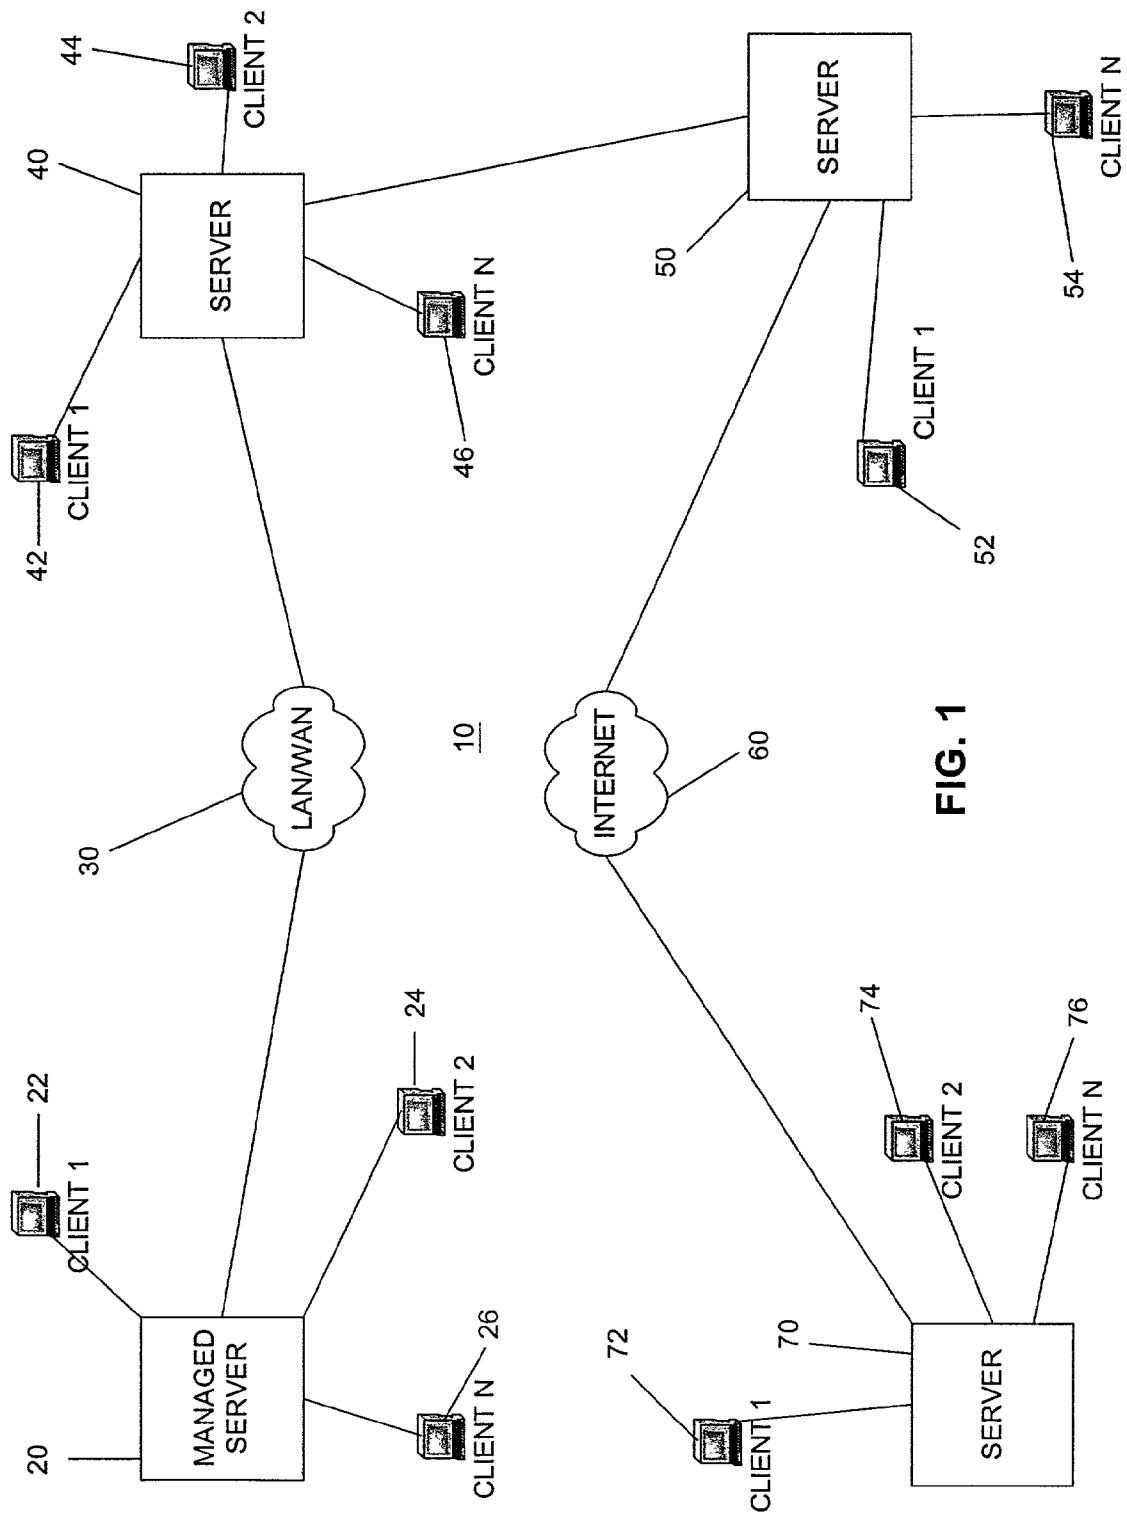 22
CLIENT 1
20
MANAGED
SERVER
24
CLIENT 2
26
CLIENT N
30
LAN/WAN
42
CLIENT 1
40
SERVER
44
CLIENT 2
46
CLIENT N
10
INTERNET
60
72
CLIENT 1
70
SERVER
74
CLIENT 2
76
CLIENT N
50
SERVER
52
CLIENT 1
54
CLIENT N
FIG. 1